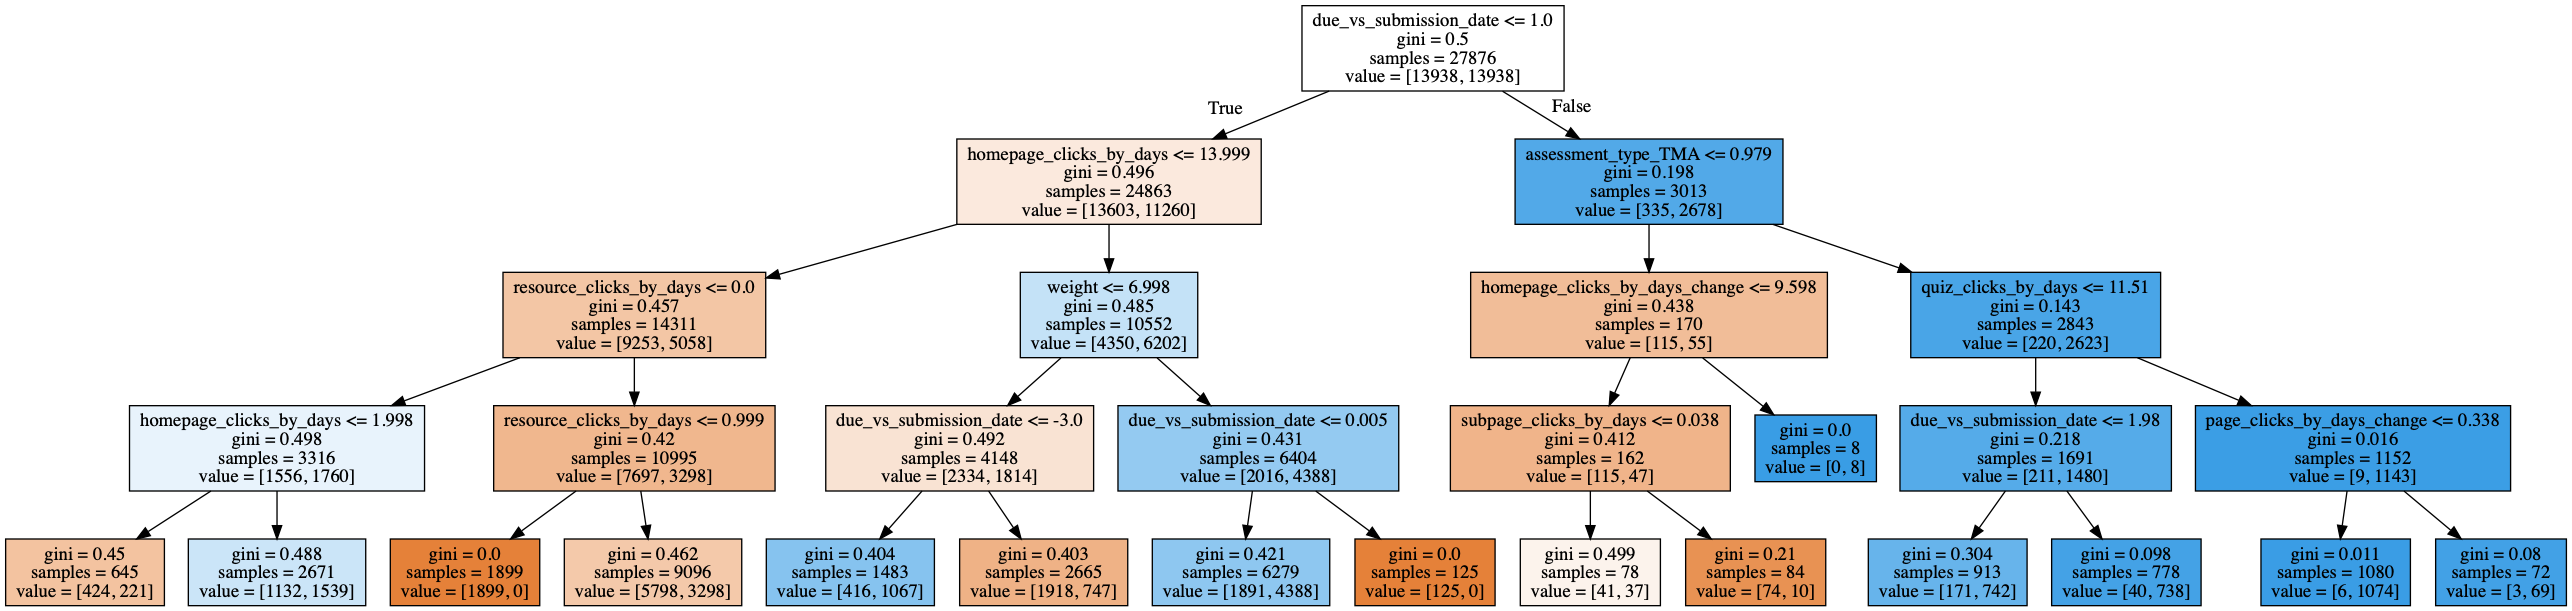 due_vs_submission_date <= 1.0
gini = 0.5
samples = 27876
value = [13938, 13938]
True
False
homepage_clicks_by_days <= 13.999
gini = 0.496
samples = 24863
value = [13603, 11260]
assessment_type_TMA <= 0.979
gini = 0.198
samples = 3013
value = [335, 2678]
resource_clicks_by_days <= 0.0
gini = 0.457
samples = 14311
value = [9253, 5058]
weight <= 6.998
gini = 0.485
samples = 10552
value = [4350, 6202]
homepage_clicks_by_days_change <= 9.598
gini = 0.438
samples = 170
value = [115, 55]
quiz_clicks_by_days <= 11.51
gini = 0.143
samples = 2843
value = [220, 2623]
homepage_clicks_by_days <= 1.998
gini = 0.498
samples = 3316
value = [1556, 1760]
resource_clicks_by_days <= 0.999
gini = 0.42
samples = 10995
value = [7697, 3298]
due_vs_submission_date <= -3.0
gini = 0.492
samples = 4148
value = [2334, 1814]
due_vs_submission_date <= 0.005
gini = 0.431
samples = 6404
value = [2016, 4388]
subpage_clicks_by_days <= 0.038
gini = 0.412
samples = 162
value = [115, 47]
gini = 0.0
samples = 8
value = [0, 8]
due_vs_submission_date <= 1.98
gini = 0.218
samples = 1691
value = [211, 1480]
page_clicks_by_days_change <= 0.338
gini = 0.016
samples = 1152
value = [9, 1143]
gini = 0.45
samples = 645
value = [424, 221]
gini = 0.488
samples = 2671
value = [1132, 1539]
gini = 0.0
samples = 1899
value = [1899, 0]
gini = 0.462
samples = 9096
value = [5798, 3298]
gini = 0.404
samples = 1483
value = [416, 1067]
gini = 0.403
samples = 2665
value = [1918, 747]
gini = 0.421
samples = 6279
value = [1891, 4388]
gini = 0.0
samples = 125
value = [125, 0]
gini = 0.499
samples = 78
value = [41, 37]
gini = 0.21
samples = 84
value = [74, 10]
gini = 0.304
samples = 913
value = [171, 742]
gini = 0.098
samples = 778
value = [40, 738]
gini = 0.011
samples = 1080
value = [6, 1074]
gini = 0.08
samples = 72
value = [3, 69]